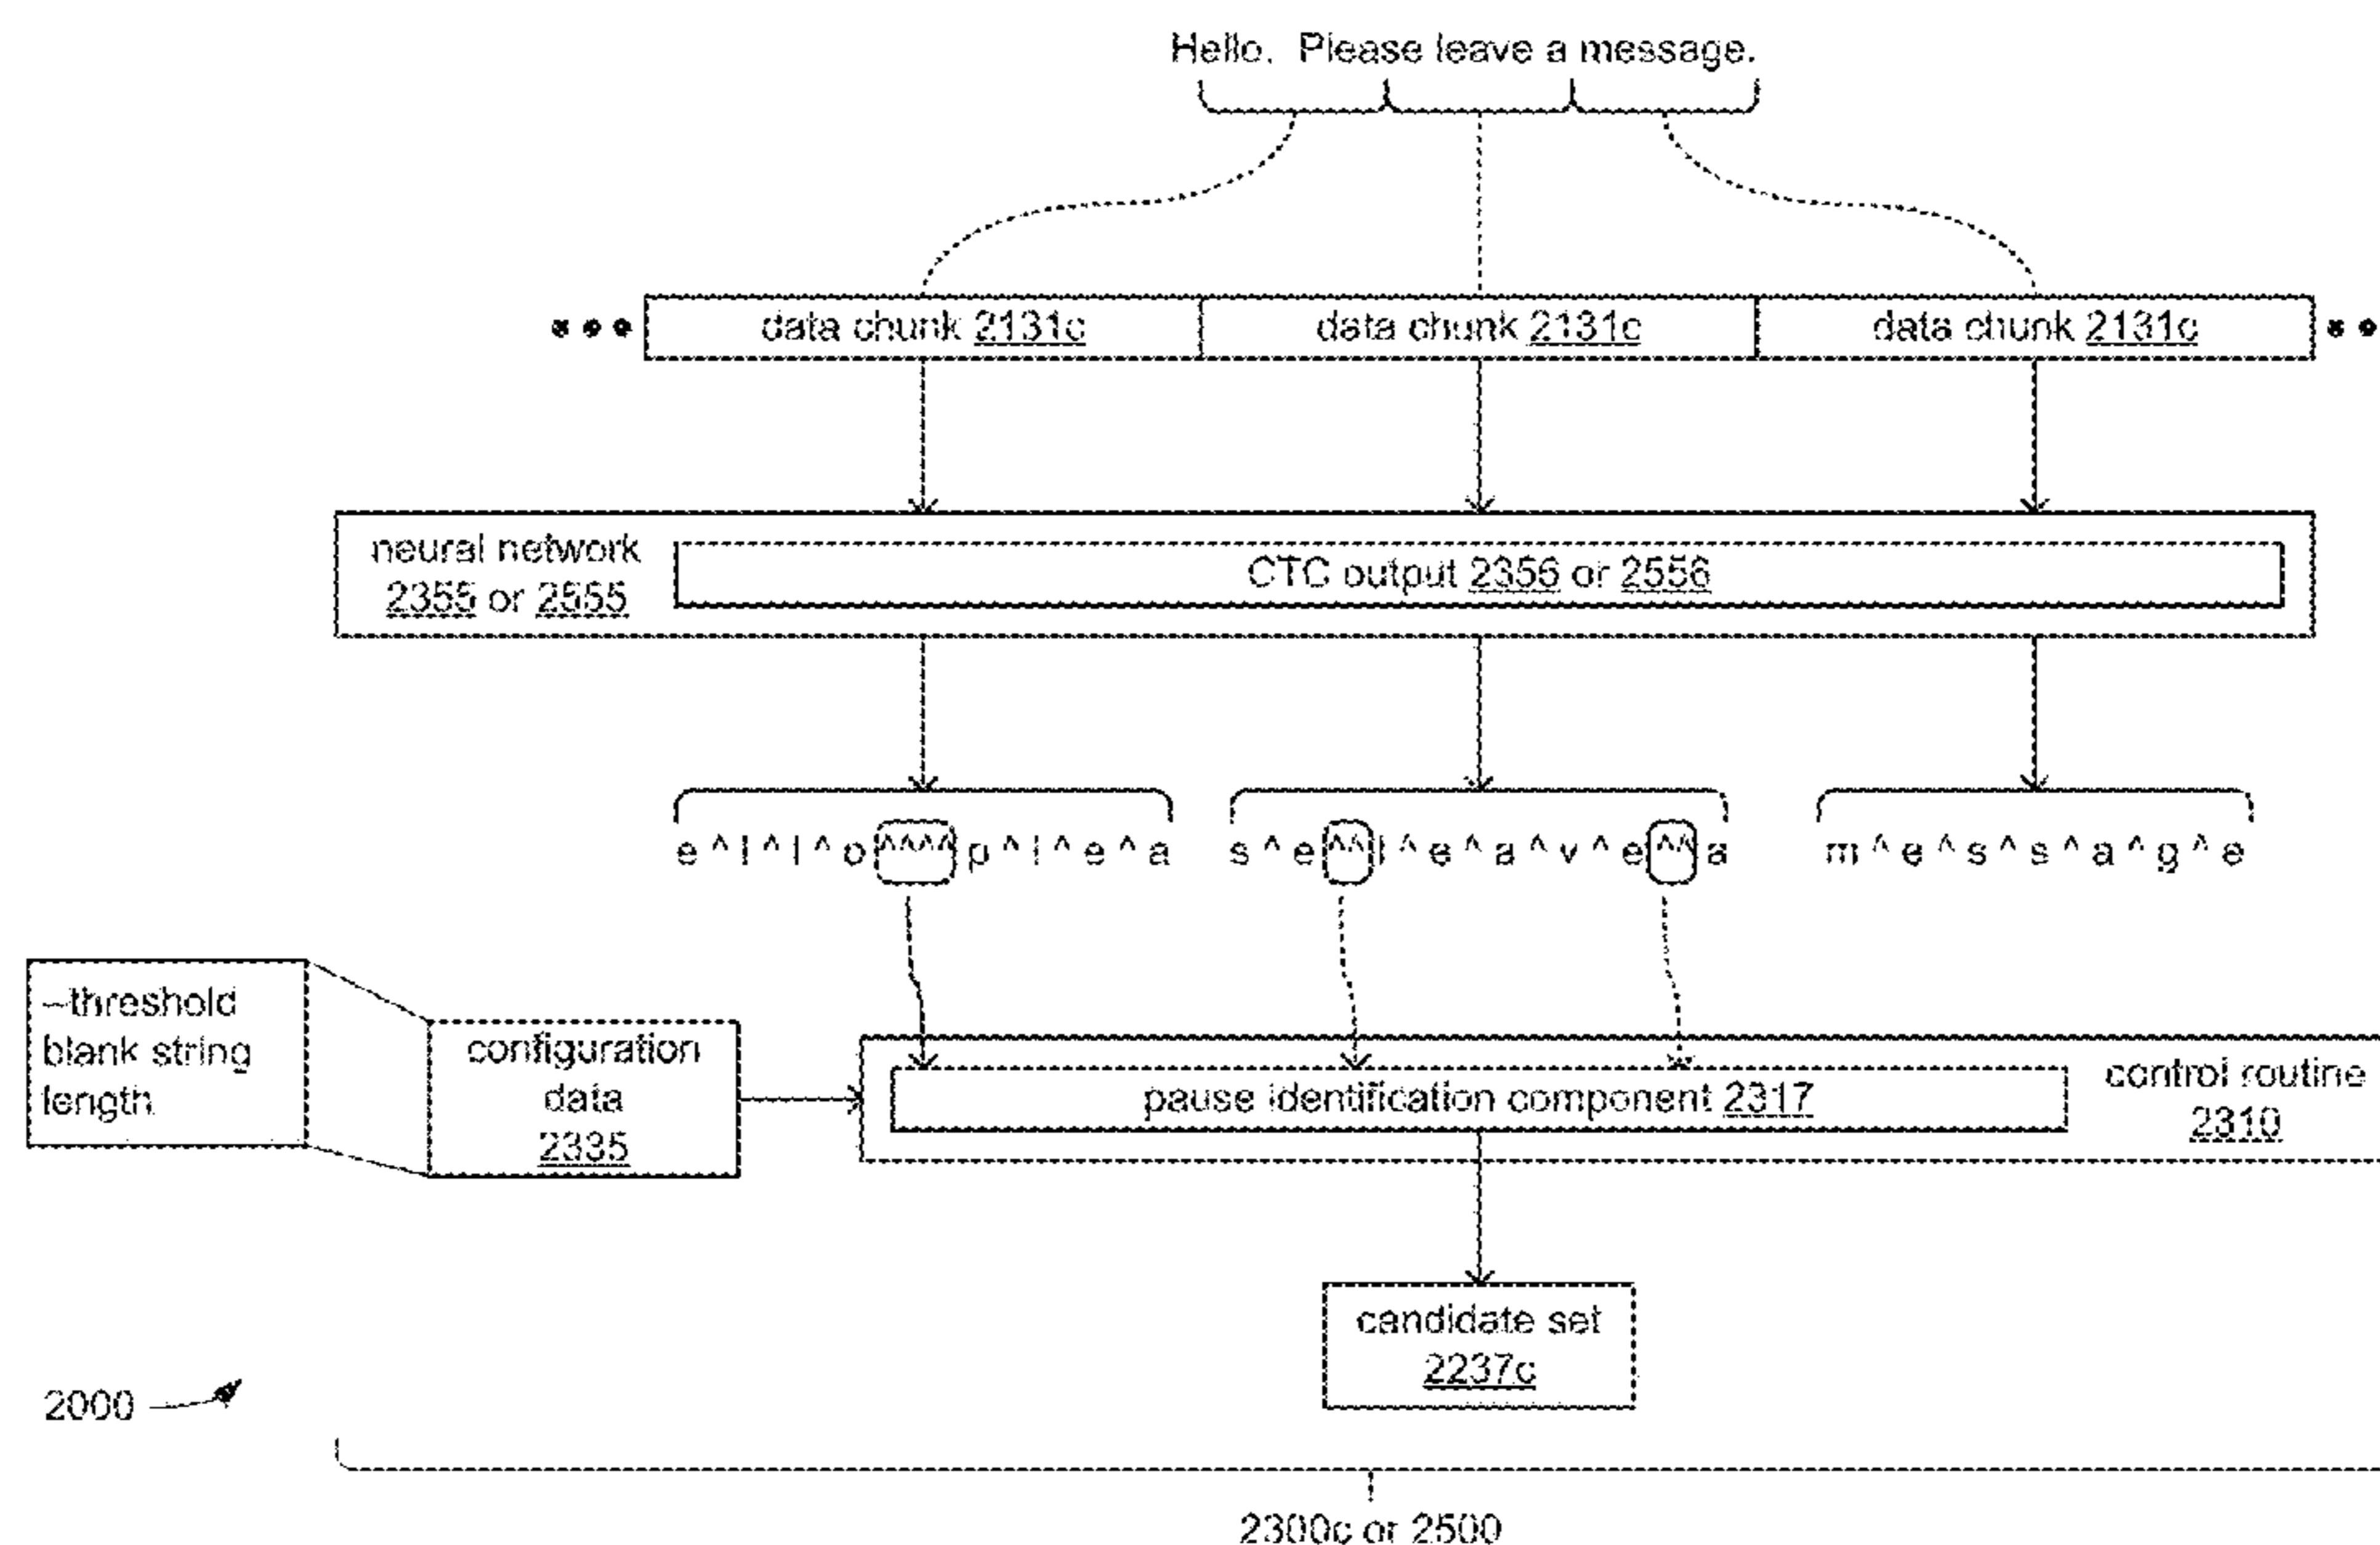 Hello. Please leave a message.
data chunk 2131c
data chunk 2131c
data chunk 2131c
neural network
2355 or 2555
CTC output 2356 or 2556
e^l^l^o^^^^p^l^e^a
s^e^^l^e^a^v^e^^a
m^e^s^s^a^g^e
--threshold
blank string
length
configuration
data
2335
pause identification component 2317
control routine
2310
candidate set
2237c
2000
2300c or 2500